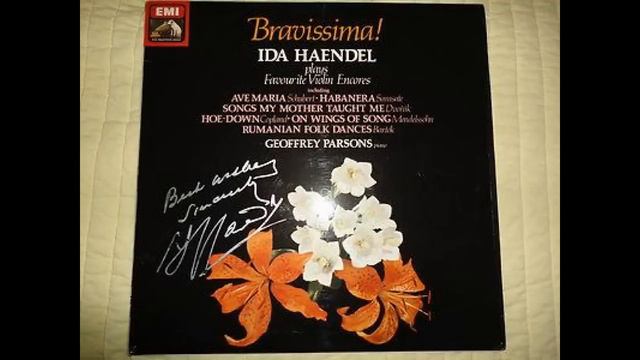 EMI
Bravissima!
IDA HAENDEL
plays
Favourite Violin Encores
including
AVE MARIA Schubert · HABANERA Sarasate
SONGS MY MOTHER TAUGHT ME Dvořák
HOE-DOWN Copland · ON WINGS OF SONG Mendelssohn
RUMANIAN FOLK DANCES Bartók
GEOFFREY PARSONS piano
Best wishes
Sincerely